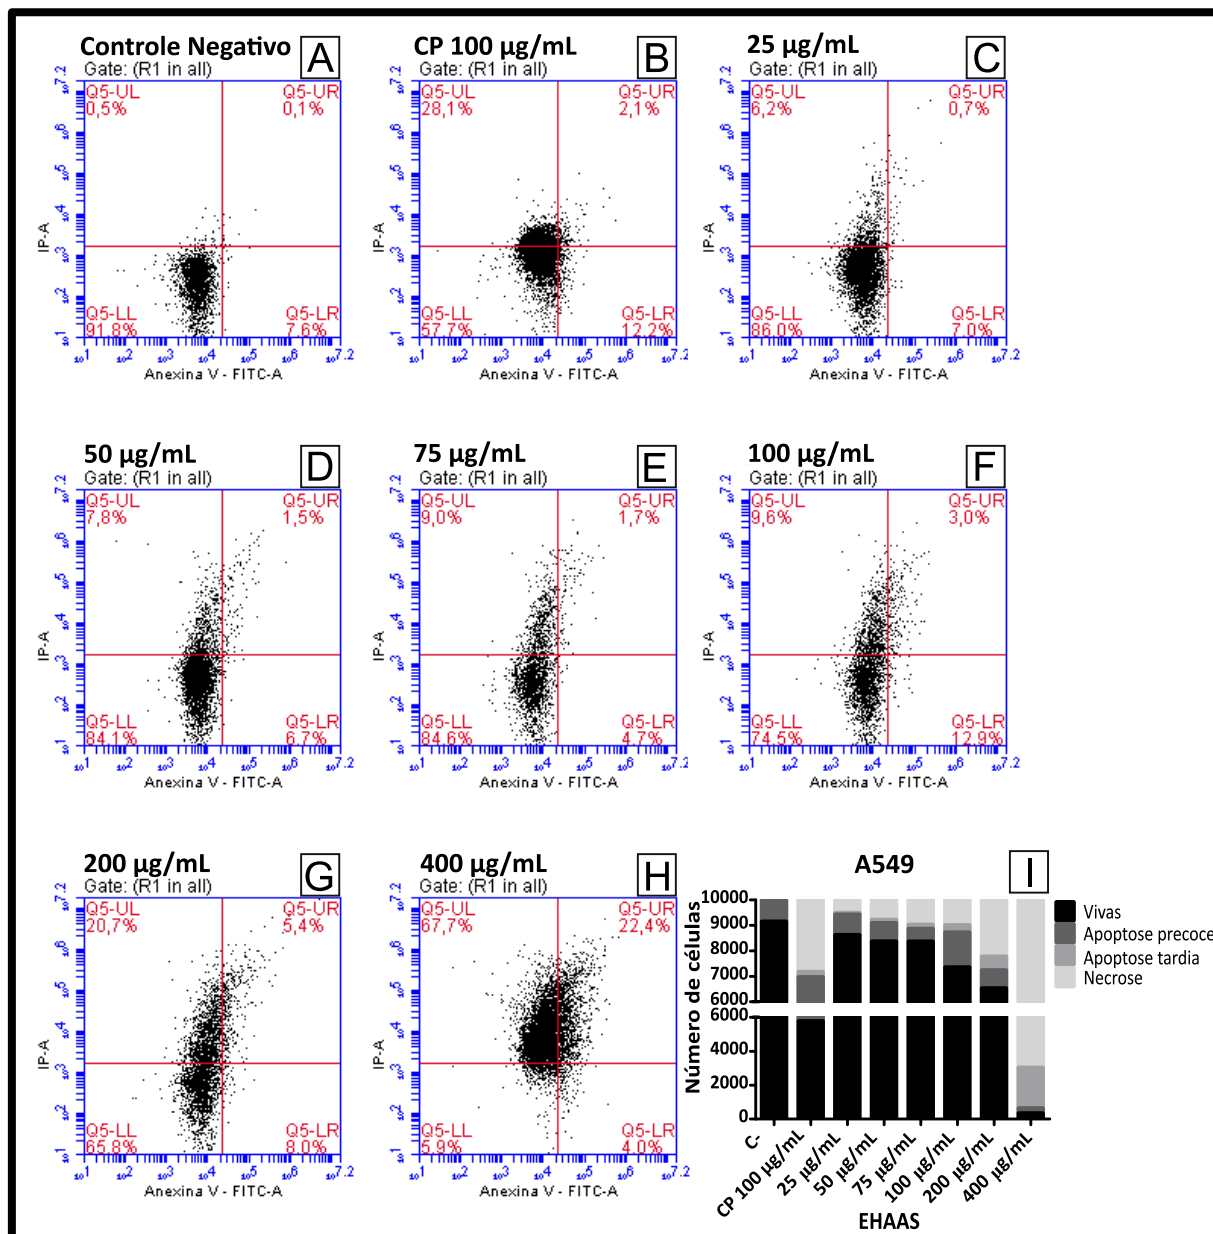 Controle Negativo
A
Gate: (R1 in all)
Q5-UL
0,5%
Q5-UR
0,1%
Q5-LL
91,8%
Q5-LR
7,6%
IP-A
Anexina V - FITC-A
CP 100 µg/mL
B
Gate: (R1 in all)
Q5-UL
28,1%
Q5-UR
2,1%
Q5-LL
57,7%
Q5-LR
12,2%
IP-A
Anexina V - FITC-A
25 µg/mL
C
Gate: (R1 in all)
Q5-UL
6,2%
Q5-UR
0,7%
Q5-LL
86,0%
Q5-LR
7,0%
IP-A
Anexina V - FITC-A
50 µg/mL
D
Gate: (R1 in all)
Q5-UL
7,8%
Q5-UR
1,5%
Q5-LL
84,1%
Q5-LR
6,7%
IP-A
Anexina V - FITC-A
75 µg/mL
E
Gate: (R1 in all)
Q5-UL
9,0%
Q5-UR
1,7%
Q5-LL
84,6%
Q5-LR
4,7%
IP-A
Anexina V - FITC-A
100 µg/mL
F
Gate: (R1 in all)
Q5-UL
9,6%
Q5-UR
3,0%
Q5-LL
74,5%
Q5-LR
12,9%
IP-A
Anexina V - FITC-A
200 µg/mL
G
Gate: (R1 in all)
Q5-UL
20,7%
Q5-UR
5,4%
Q5-LL
65,8%
Q5-LR
8,0%
IP-A
Anexina V - FITC-A
400 µg/mL
H
Gate: (R1 in all)
Q5-UL
67,7%
Q5-UR
22,4%
Q5-LL
5,9%
Q5-LR
4,0%
IP-A
Anexina V - FITC-A
A549
I
Número de células
10000
9000
8000
7000
6000
6000
4000
2000
0
C-
CP 100 µg/mL
25 µg/mL
50 µg/mL
75 µg/mL
100 µg/mL
200 µg/mL
400 µg/mL
EHAAS
Vivas
Apoptose precoce
Apoptose tardia
Necrose